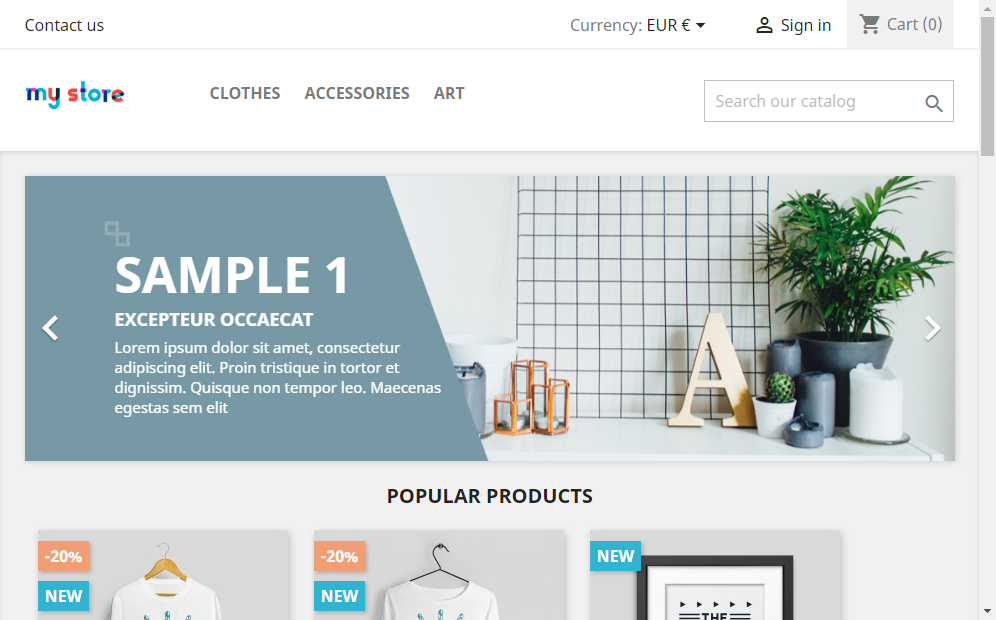 Contact us
Currency: EUR €
Sign in
Cart (0)
my store
CLOTHES
ACCESSORIES
ART
Search our catalog
SAMPLE 1
EXCEPTEUR OCCAECAT
Lorem ipsum dolor sit amet, consectetur
adipiscing elit. Proin tristique in tortor et
dignissim. Quisque non tempor leo. Maecenas
egestas sem elit
A
POPULAR PRODUCTS
-20%
NEW
-20%
NEW
NEW
THE